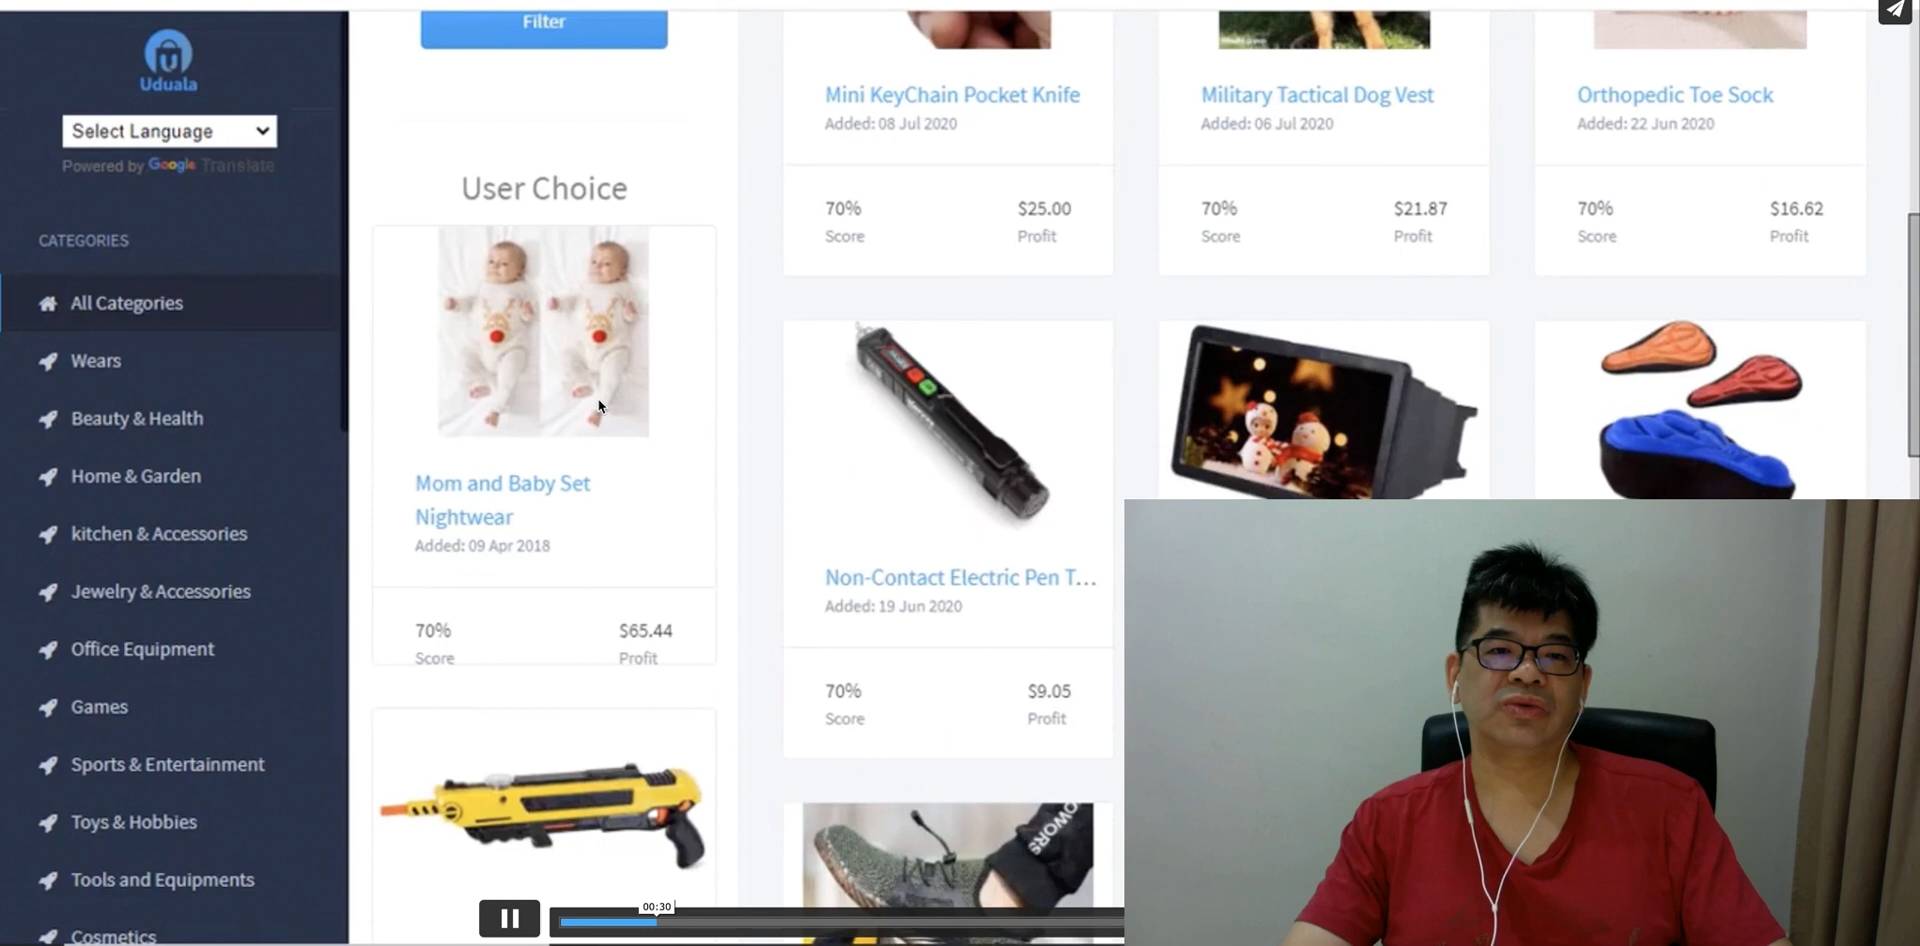 Uduala
Select Language
Powered by Google Translate
CATEGORIES
All Categories
Wears
Beauty & Health
Home & Garden
kitchen & Accessories
Jewelry & Accessories
Office Equipment
Games
Sports & Entertainment
Toys & Hobbies
Tools and Equipments
Cosmetics
Filter
User Choice
Mom and Baby Set
Nightwear
Added: 09 Apr 2018
70%
$65.44
Score
Profit
Mini KeyChain Pocket Knife
Added: 08 Jul 2020
70%
$25.00
Score
Profit
Military Tactical Dog Vest
Added: 06 Jul 2020
70%
$21.87
Score
Profit
Orthopedic Toe Sock
Added: 22 Jun 2020
70%
$16.62
Score
Profit
Non-Contact Electric Pen T...
Added: 19 Jun 2020
70%
$9.05
Score
Profit
00:30